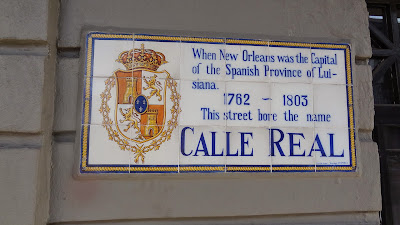 When New Orleans was the Capital
of the Spanish Province of Lui-
siana.
1762 - 1803
This street bore the name
CALLE REAL